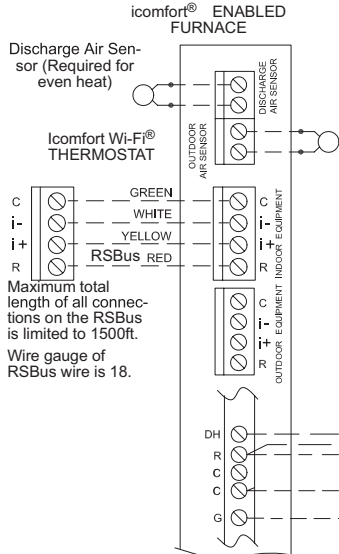 icomfort® ENABLED
FURNACE
Discharge Air Sen-
sor (Required for
even heat)
DISCHARGE
AIR SENSOR
OUTDOOR
AIR SENSOR
Icomfort Wi-Fi®
THERMOSTAT
C GREEN C
i- WHITE i-
i+ YELLOW i+
R RSBus RED R
INDOOR EQUIPMENT
Maximum total
length of all connec-
tions on the RSBus
is limited to 1500ft.
Wire gauge of
RSBus wire is 18.
C
i-
i+
R
OUTDOOR EQUIPMENT
DH
R
C
C
G